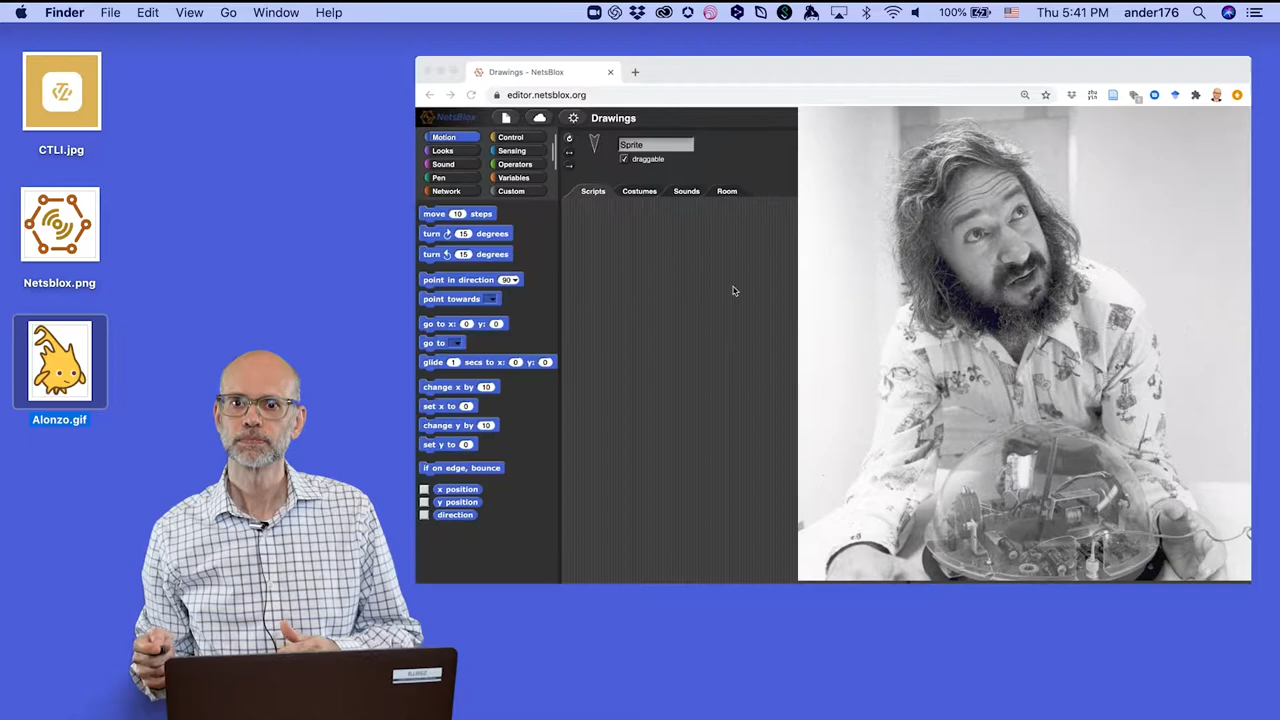 Finder File Edit View Go Window Help 100% Thu 5:41 PM ander176
CTLI.jpg
Netsblox.png
Alonzo.gif
Drawings - NetsBlox
editor.netsblox.org
NetsBlox Drawings
Motion Control
Looks Sensing
Sound Operators
Pen Variables
Network Custom
Sprite
draggable
Scripts Costumes Sounds Room
move 10 steps
turn 15 degrees
turn 15 degrees
point in direction 90
point towards
go to x: 0 y: 0
go to
glide 1 secs to x: 0 y: 0
change x by 10
set x to 0
change y by 10
set y to 0
if on edge, bounce
x position
y position
direction